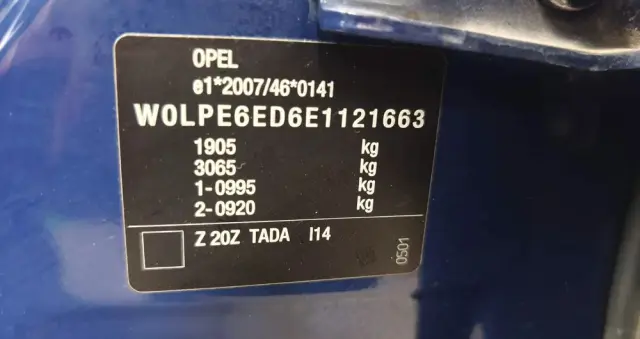 OPEL
e1*2007/46*0141
W0LPE6ED6E1121663
1905 kg
3065 kg
1-0995 kg
2-0920 kg
Z 20Z TADA I14
0501